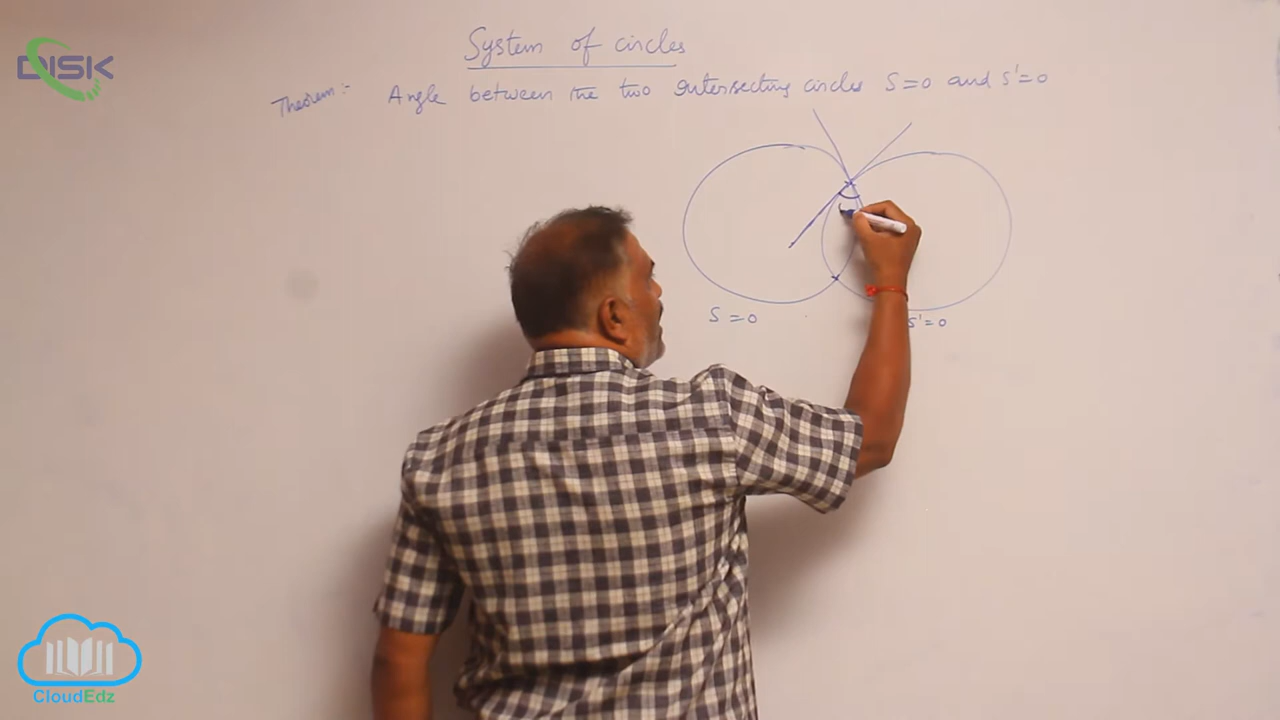 DISK
System of circles
Theorem:- Angle between the two intersecting circles S=0 and S'=0
S=0
S'=0
CloudEdz